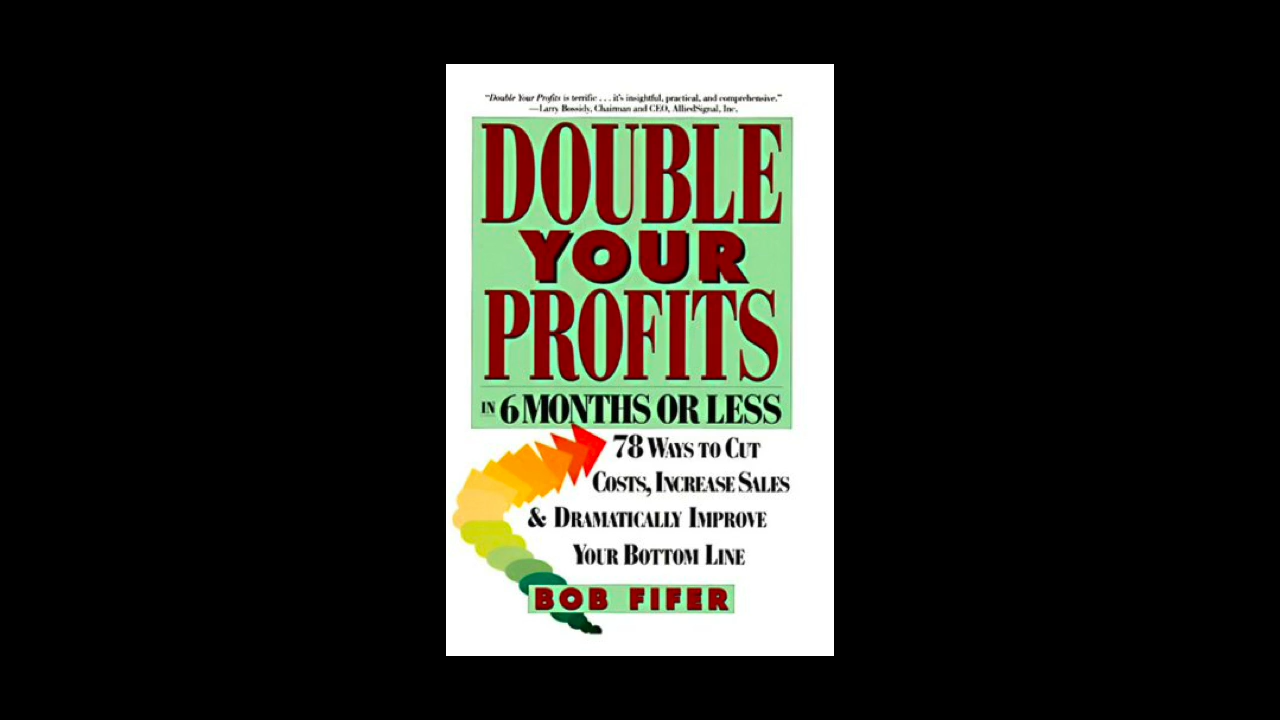 "Double Your Profits is terrific . . . it's insightful, practical, and comprehensive."
—Larry Bossidy, Chairman and CEO, AlliedSignal, Inc.
DOUBLE
YOUR
PROFITS
IN 6 MONTHS OR LESS
78 WAYS TO CUT
COSTS, INCREASE SALES
& DRAMATICALLY IMPROVE
YOUR BOTTOM LINE
BOB FIFER